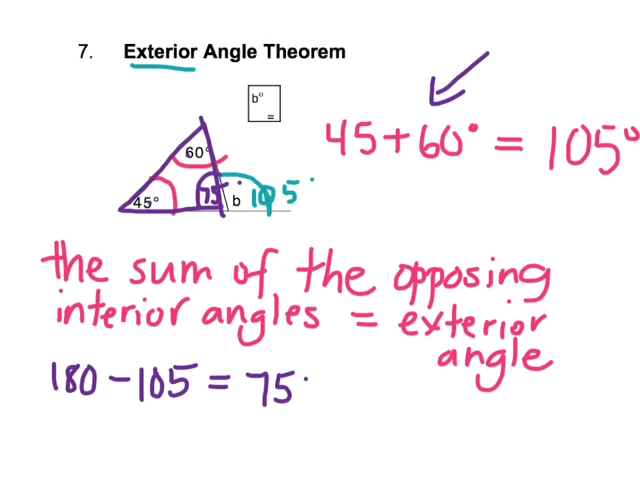 7. Exterior Angle Theorem
b°
=
45+60° = 105°
60°
45° 75° b 105°
the sum of the opposing
interior angles = exterior
angle
180 - 105 = 75°